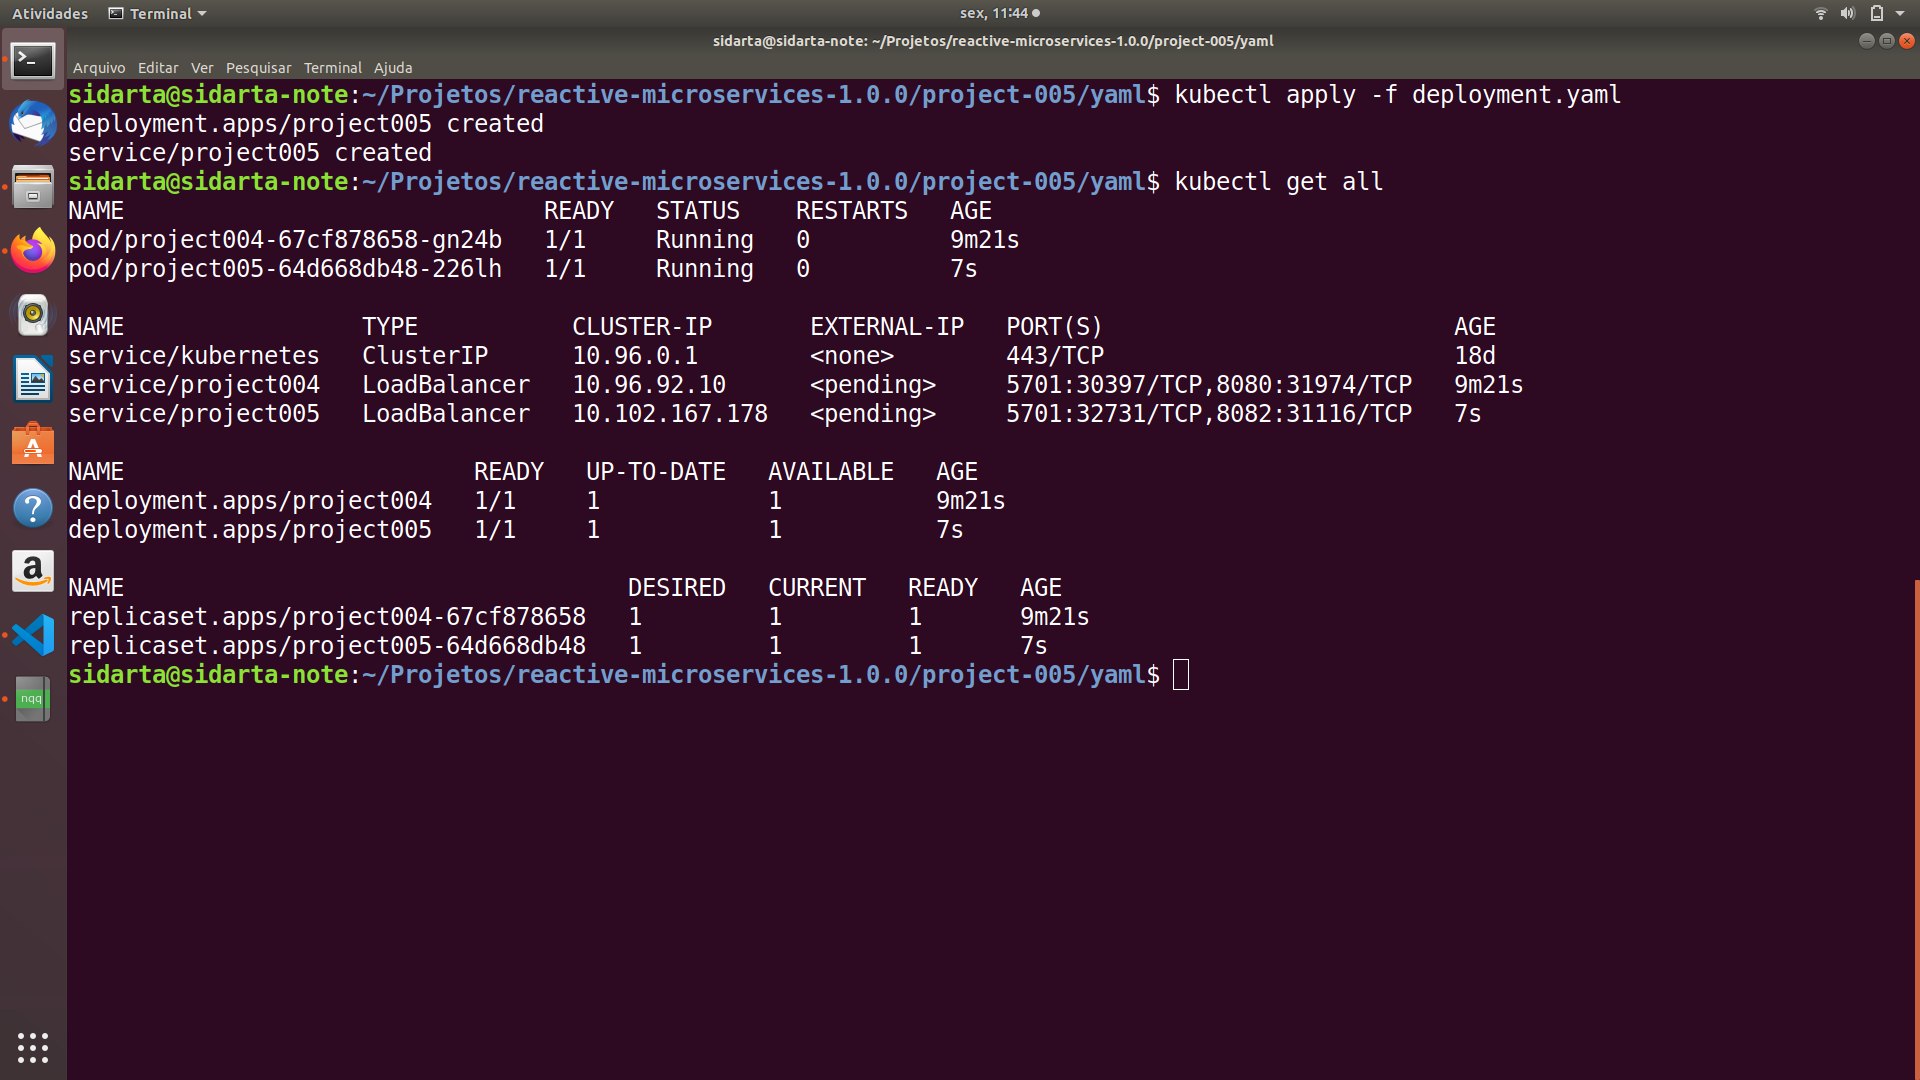 Atividades Terminal sex, 11:44
sidarta@sidarta-note: ~/Projetos/reactive-microservices-1.0.0/project-005/yaml
Arquivo Editar Ver Pesquisar Terminal Ajuda
sidarta@sidarta-note:~/Projetos/reactive-microservices-1.0.0/project-005/yaml$ kubectl apply -f deployment.yaml
deployment.apps/project005 created
service/project005 created
sidarta@sidarta-note:~/Projetos/reactive-microservices-1.0.0/project-005/yaml$ kubectl get all
NAME READY STATUS RESTARTS AGE
pod/project004-67cf878658-gn24b 1/1 Running 0 9m21s
pod/project005-64d668db48-226lh 1/1 Running 0 7s
NAME TYPE CLUSTER-IP EXTERNAL-IP PORT(S) AGE
service/kubernetes ClusterIP 10.96.0.1 <none> 443/TCP 18d
service/project004 LoadBalancer 10.96.92.10 <pending> 5701:30397/TCP,8080:31974/TCP 9m21s
service/project005 LoadBalancer 10.102.167.178 <pending> 5701:32731/TCP,8082:31116/TCP 7s
NAME READY UP-TO-DATE AVAILABLE AGE
deployment.apps/project004 1/1 1 1 9m21s
deployment.apps/project005 1/1 1 1 7s
NAME DESIRED CURRENT READY AGE
replicaset.apps/project004-67cf878658 1 1 1 9m21s
replicaset.apps/project005-64d668db48 1 1 1 7s
sidarta@sidarta-note:~/Projetos/reactive-microservices-1.0.0/project-005/yaml$
nqq